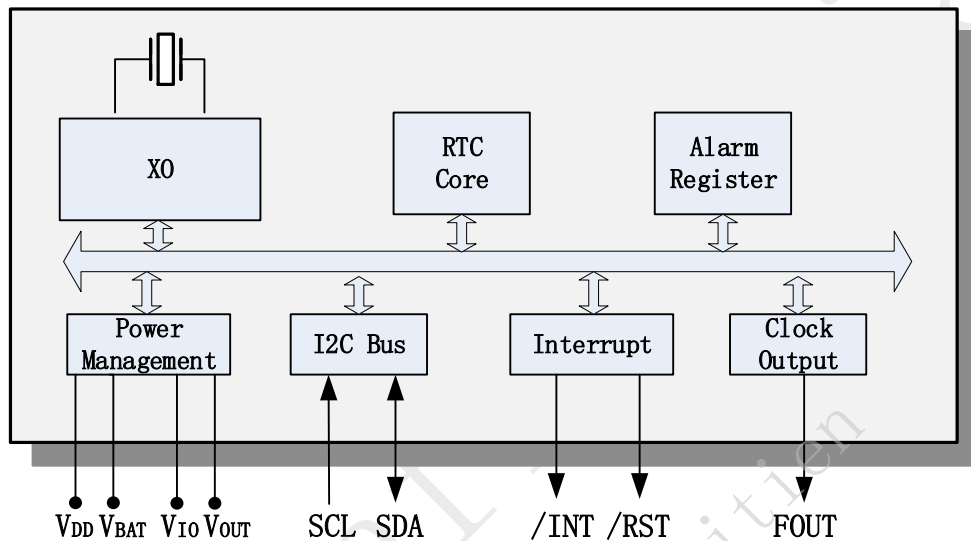 XO
RTC
Core
Alarm
Register
Power
Management
I2C Bus
Interrupt
Clock
Output
VDD VBAT VIO VOUT SCL SDA /INT /RST FOUT